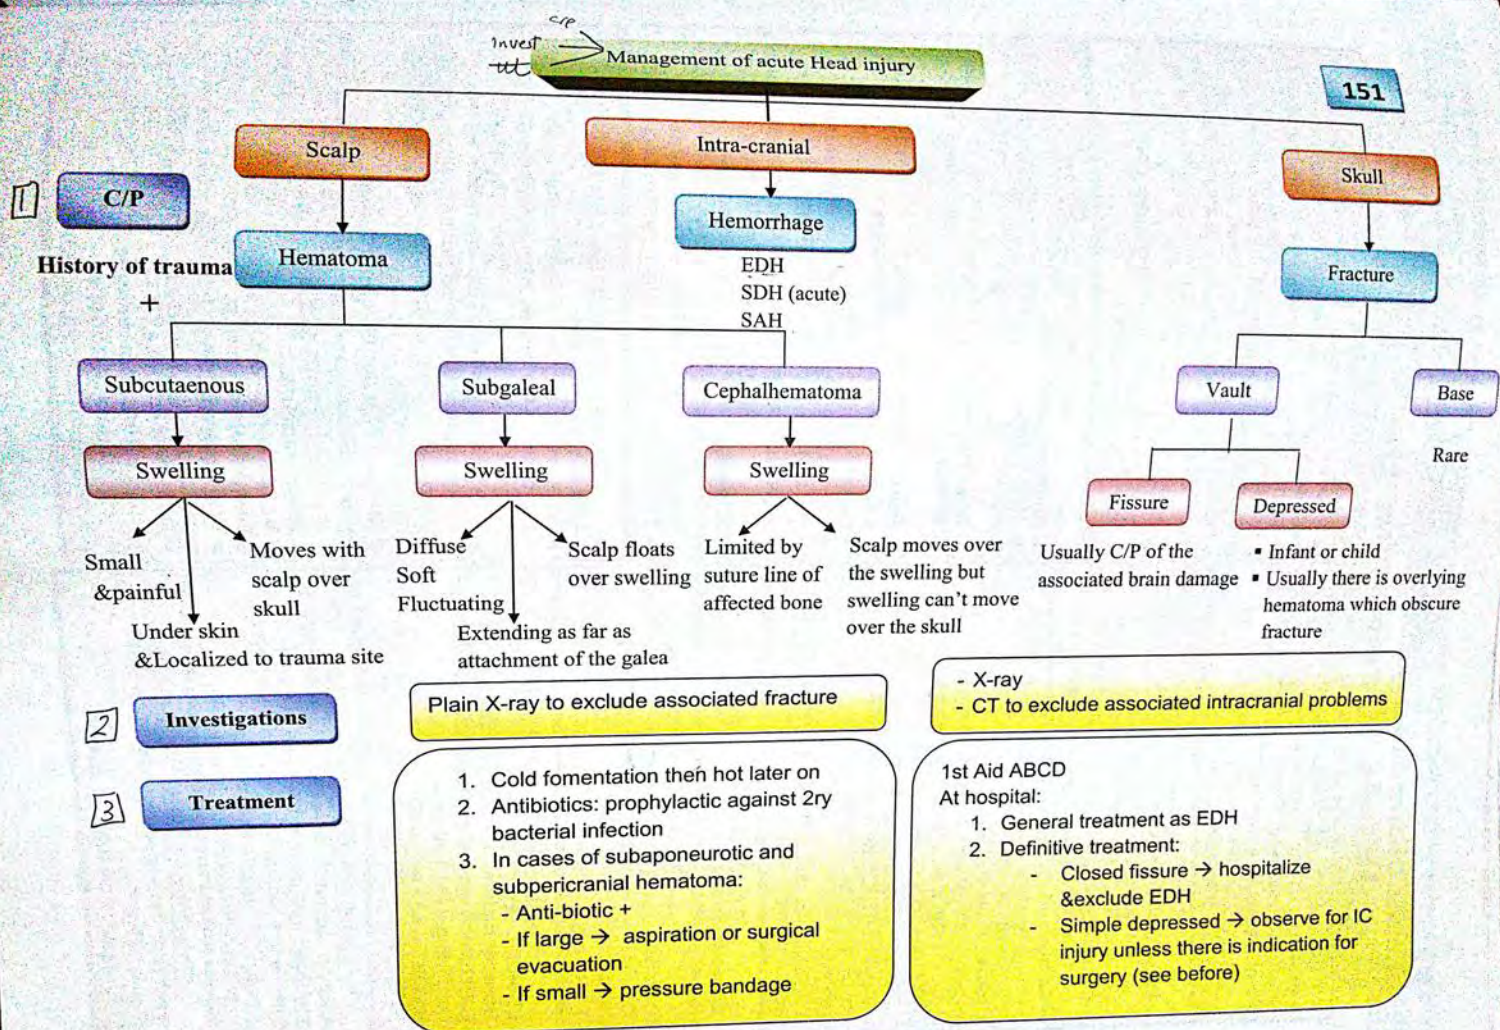 c/p
Invest
ttt
Management of acute Head injury
151
Scalp
Intra-cranial
Skull
1
C/P
History of trauma
+
Hematoma
Hemorrhage
EDH
SDH (acute)
SAH
Fracture
Subcutaenous
Subgaleal
Cephalhematoma
Vault
Base
Rare
Swelling
Swelling
Swelling
Fissure
Depressed
Small
&painful
Moves with
scalp over
skull
Under skin
&Localized to trauma site
Diffuse
Soft
Fluctuating
Scalp floats
over swelling
Extending as far as
attachment of the galea
Limited by
suture line of
affected bone
Scalp moves over
the swelling but
swelling can't move
over the skull
Usually C/P of the
associated brain damage
▪ Infant or child
▪ Usually there is overlying
hematoma which obscure
fracture
2
Investigations
Plain X-ray to exclude associated fracture
- X-ray
- CT to exclude associated intracranial problems
3
Treatment
1. Cold fomentation then hot later on
2. Antibiotics: prophylactic against 2ry
bacterial infection
3. In cases of subaponeurotic and
subpericranial hematoma:
- Anti-biotic +
- If large → aspiration or surgical
evacuation
- If small → pressure bandage
1st Aid ABCD
At hospital:
1. General treatment as EDH
2. Definitive treatment:
- Closed fissure → hospitalize
&exclude EDH
- Simple depressed → observe for IC
injury unless there is indication for
surgery (see before)